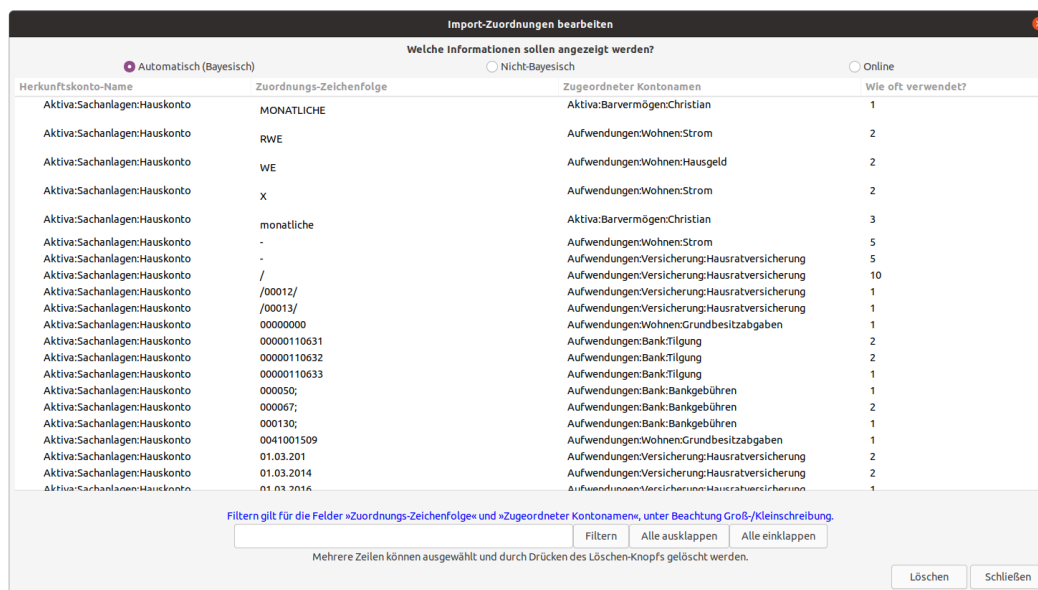 Import-Zuordnungen bearbeiten
Welche Informationen sollen angezeigt werden?
Automatisch (Bayesisch) Nicht-Bayesisch Online
Herkunftskonto-Name Zuordnungs-Zeichenfolge Zugeordneter Kontonamen Wie oft verwendet?
Aktiva:Sachanlagen:Hauskonto MONATLICHE Aktiva:Barvermögen:Christian 1
Aktiva:Sachanlagen:Hauskonto RWE Aufwendungen:Wohnen:Strom 2
Aktiva:Sachanlagen:Hauskonto WE Aufwendungen:Wohnen:Hausgeld 2
Aktiva:Sachanlagen:Hauskonto X Aufwendungen:Wohnen:Strom 2
Aktiva:Sachanlagen:Hauskonto monatliche Aktiva:Barvermögen:Christian 3
Aktiva:Sachanlagen:Hauskonto - Aufwendungen:Wohnen:Strom 5
Aktiva:Sachanlagen:Hauskonto - Aufwendungen:Versicherung:Hausratversicherung 5
Aktiva:Sachanlagen:Hauskonto / Aufwendungen:Versicherung:Hausratversicherung 10
Aktiva:Sachanlagen:Hauskonto /00012/ Aufwendungen:Versicherung:Hausratversicherung 1
Aktiva:Sachanlagen:Hauskonto /00013/ Aufwendungen:Versicherung:Hausratversicherung 1
Aktiva:Sachanlagen:Hauskonto 00000000 Aufwendungen:Wohnen:Grundbesitzabgaben 1
Aktiva:Sachanlagen:Hauskonto 00000110631 Aufwendungen:Bank:Tilgung 2
Aktiva:Sachanlagen:Hauskonto 00000110632 Aufwendungen:Bank:Tilgung 2
Aktiva:Sachanlagen:Hauskonto 00000110633 Aufwendungen:Bank:Tilgung 1
Aktiva:Sachanlagen:Hauskonto 000050; Aufwendungen:Bank:Bankgebühren 1
Aktiva:Sachanlagen:Hauskonto 000067; Aufwendungen:Bank:Bankgebühren 2
Aktiva:Sachanlagen:Hauskonto 000130; Aufwendungen:Bank:Bankgebühren 1
Aktiva:Sachanlagen:Hauskonto 0041001509 Aufwendungen:Wohnen:Grundbesitzabgaben 1
Aktiva:Sachanlagen:Hauskonto 01.03.201 Aufwendungen:Versicherung:Hausratversicherung 2
Aktiva:Sachanlagen:Hauskonto 01.03.2014 Aufwendungen:Versicherung:Hausratversicherung 2
Aktiva:Sachanlagen:Hauskonto 01.03.2016 Aufwendungen:Versicherung:Hausratversicherung 1
Filtern gilt für die Felder »Zuordnungs-Zeichenfolge« und »Zugeordneter Kontonamen«, unter Beachtung Groß-/Kleinschreibung.
Filtern Alle ausklappen Alle einklappen
Mehrere Zeilen können ausgewählt und durch Drücken des Löschen-Knopfs gelöscht werden.
Löschen Schließen